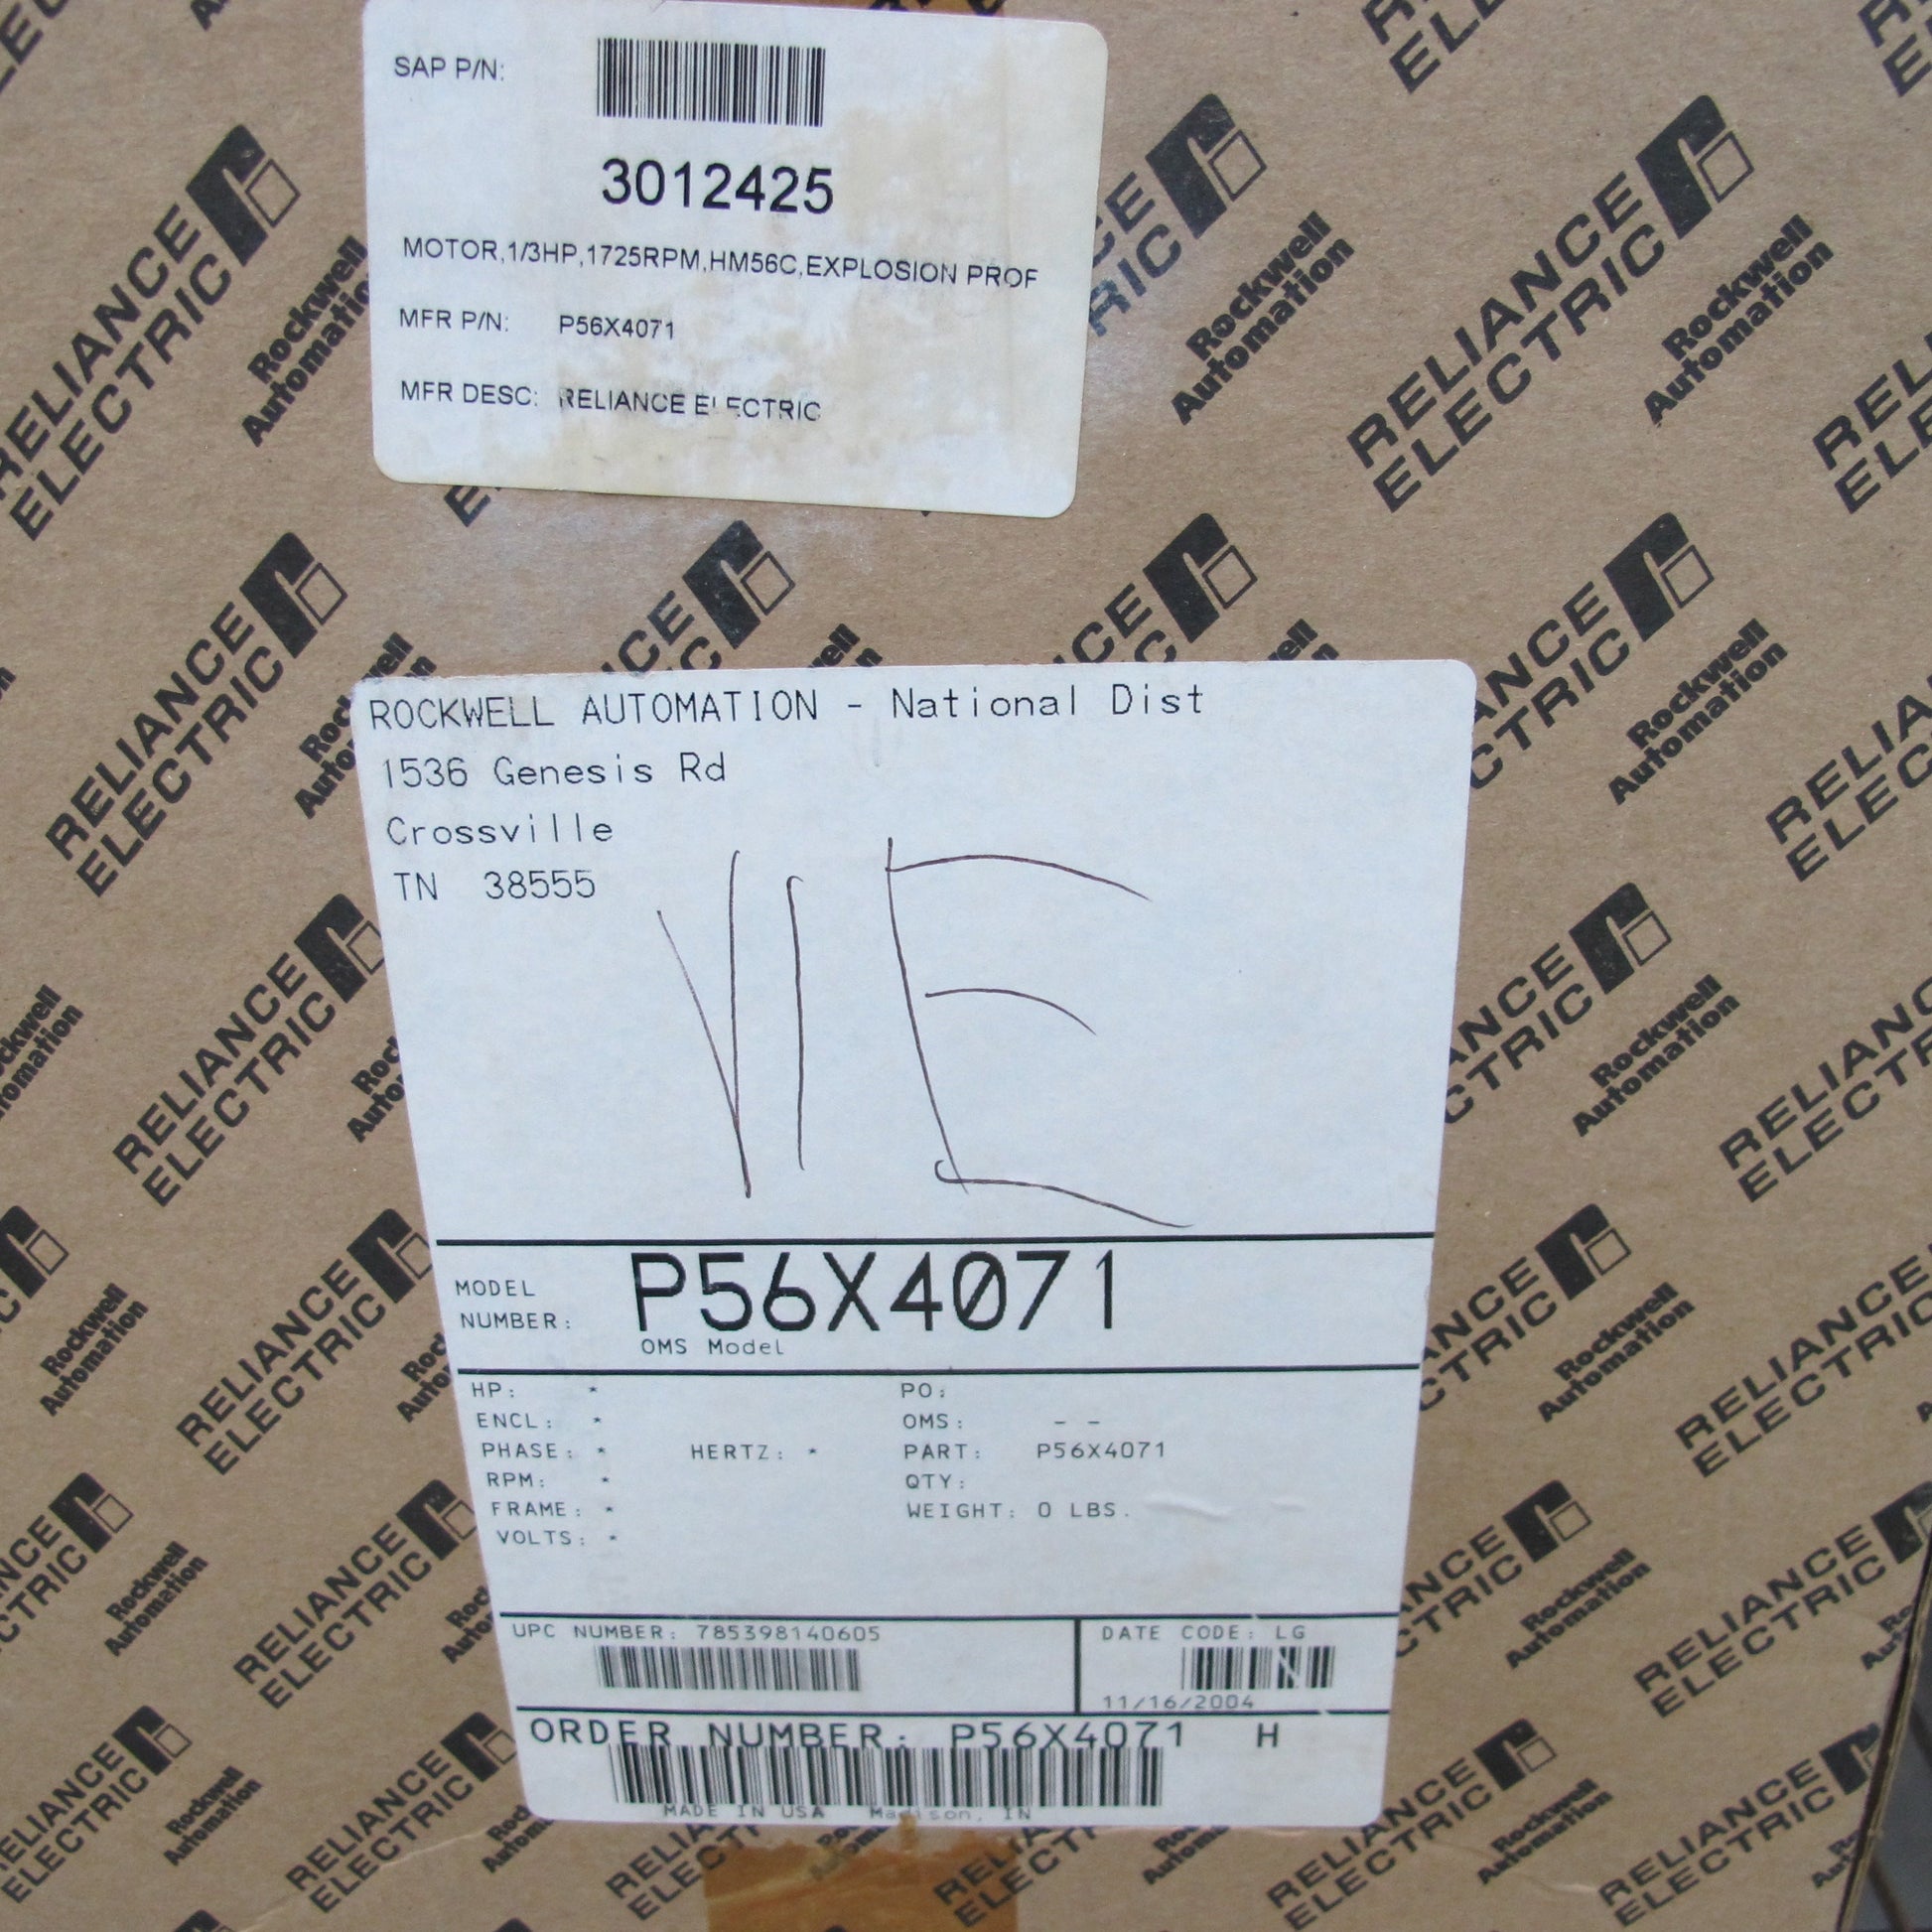 SAP P/N:
3012425
MOTOR,1/3HP,1725RPM,HM56C,EXPLOSION PROF
MFR P/N: P56X4071
MFR DESC: RELIANCE ELECTRIC
RELIANCE ELECTRIC
Rockwell Automation
ROCKWELL AUTOMATION - National Dist
1536 Genesis Rd
Crossville
TN 38555
VIE
MODEL NUMBER: P56X4071
OMS Model
HP: * PO:
ENCL: * OMS: - -
PHASE: * HERTZ: * PART: P56X4071
RPM: * QTY:
FRAME: * WEIGHT: 0 LBS.
VOLTS: *
UPC NUMBER: 785398140605 DATE CODE: LG
11/16/2004
ORDER NUMBER: P56X4071 H
MADE IN USA Madison, IN